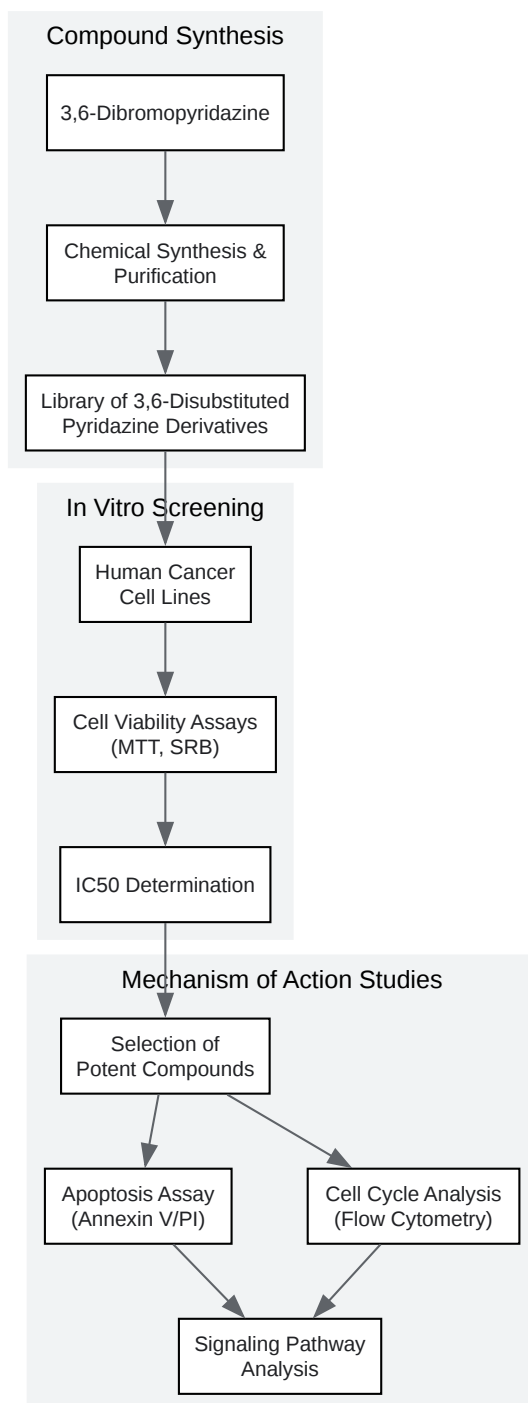 Compound Synthesis
3,6-Dibromopyridazine
Chemical Synthesis &
Purification
Library of 3,6-Disubstituted
Pyridazine Derivatives
In Vitro Screening
Human Cancer
Cell Lines
Cell Viability Assays
(MTT, SRB)
IC50 Determination
Mechanism of Action Studies
Selection of
Potent Compounds
Apoptosis Assay
(Annexin V/PI)
Cell Cycle Analysis
(Flow Cytometry)
Signaling Pathway
Analysis